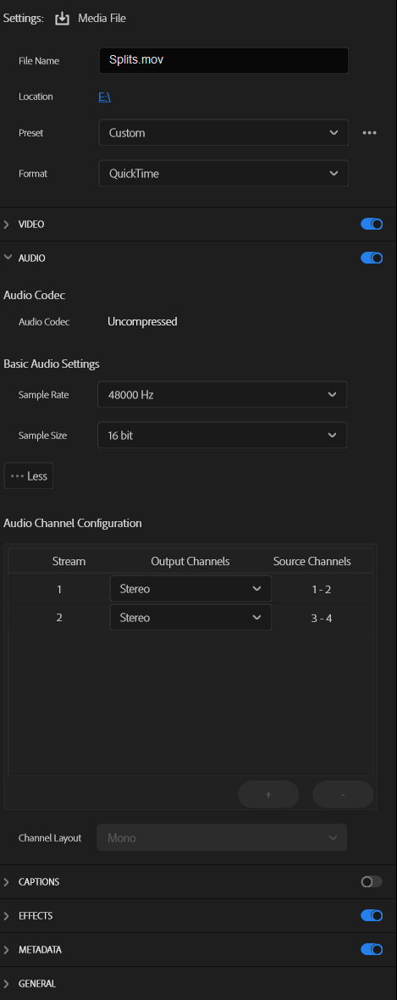 Settings: Media File
File Name Splits.mov
Location E:\
Preset Custom
Format QuickTime
VIDEO
AUDIO
Audio Codec
Audio Codec Uncompressed
Basic Audio Settings
Sample Rate 48000 Hz
Sample Size 16 bit
Less
Audio Channel Configuration
Stream Output Channels Source Channels
1 Stereo 1 - 2
2 Stereo 3 - 4
+ -
Channel Layout Mono
CAPTIONS
EFFECTS
METADATA
GENERAL